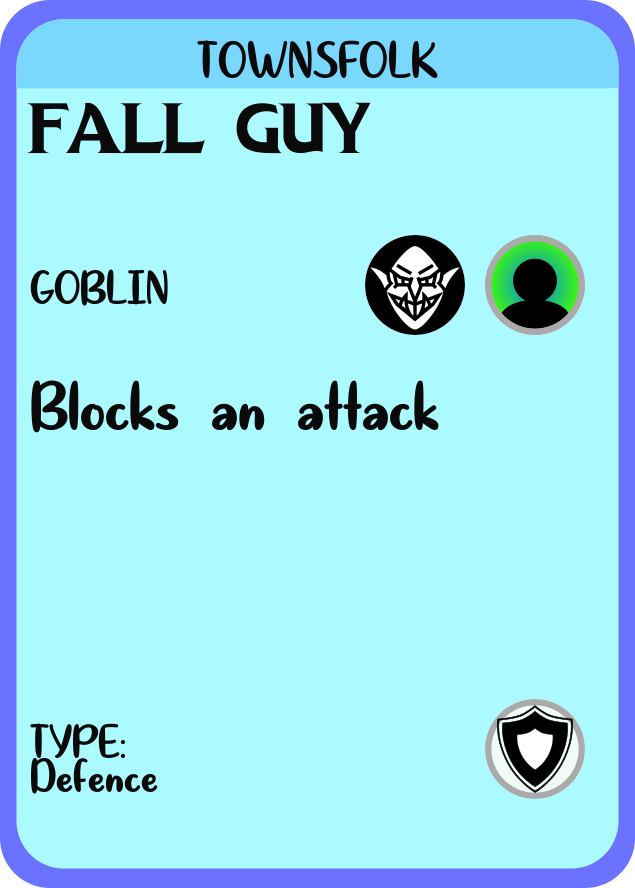 TOWNSFOLK
FALL GUY
GOBLIN
Blocks an attack
TYPE:
Defence